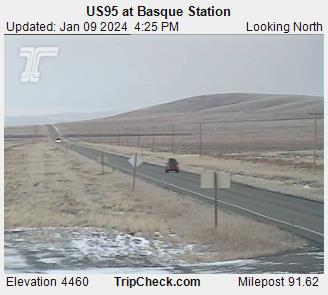 US95 at Basque Station
Updated: Jan 09 2024 4:25 PM Looking North
Elevation 4460 TripCheck.com Milepost 91.62